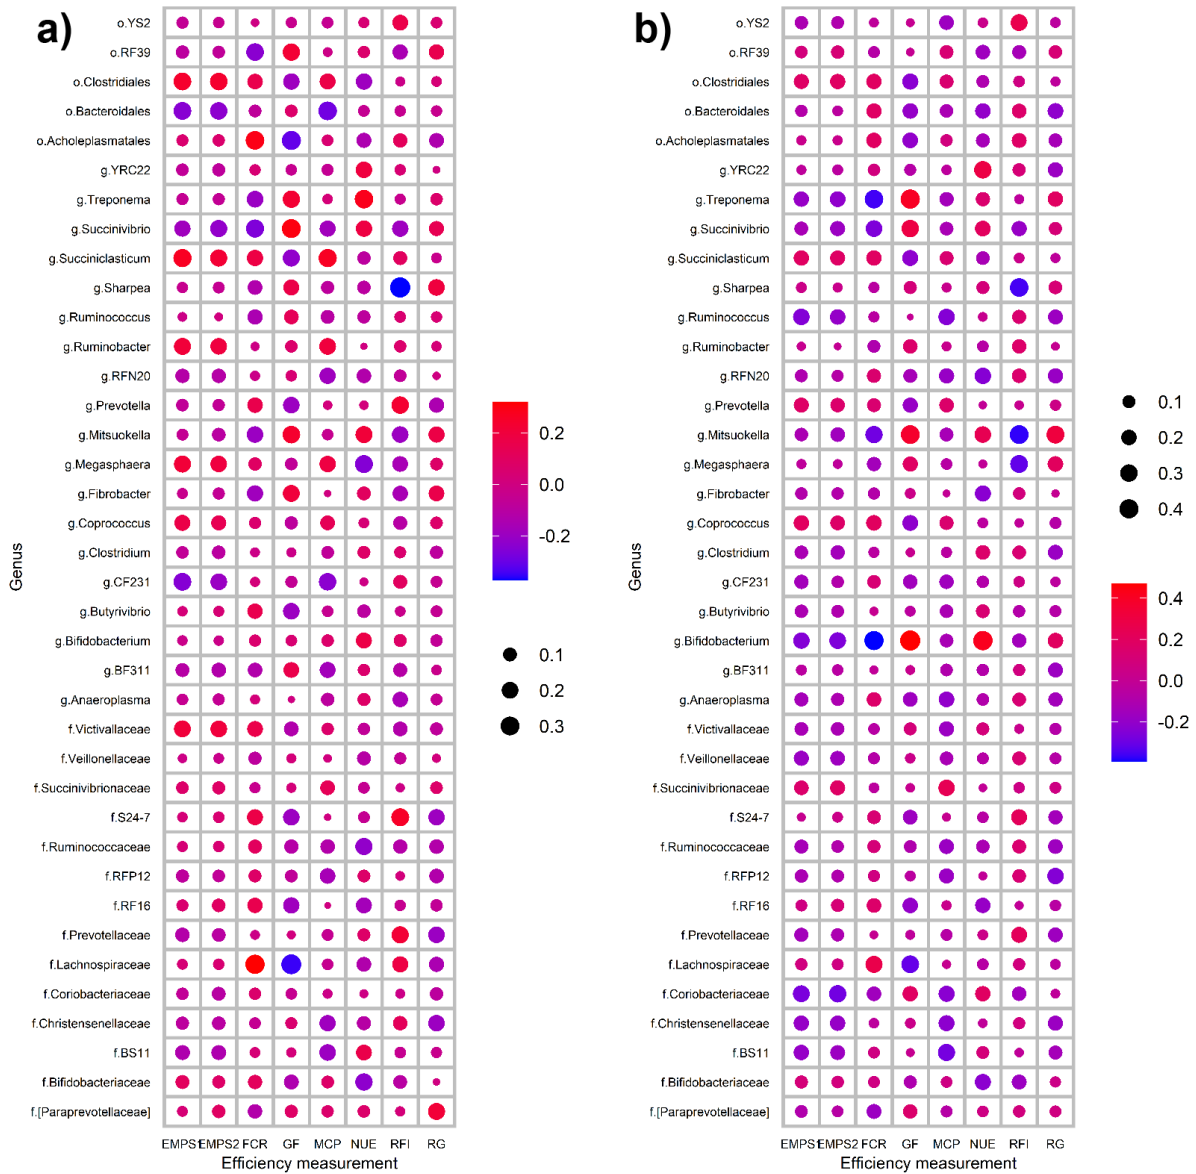 a)
o.YS2
o.RF39
o.Clostridiales
o.Bacteroidales
o.Acholeplasmatales
g.YRC22
g.Treponema
g.Succinivibrio
g.Succiniclasticum
g.Sharpea
g.Ruminococcus
g.Ruminobacter
g.RFN20
g.Prevotella
g.Mitsuokella
g.Megasphaera
g.Fibrobacter
g.Coprococcus
g.Clostridium
g.CF231
g.Butyrivibrio
g.Bifidobacterium
g.BF311
g.Anaeroplasma
f.Victivallaceae
f.Veillonellaceae
f.Succinivibrionaceae
f.S24-7
f.Ruminococcaceae
f.RFP12
f.RF16
f.Prevotellaceae
f.Lachnospiraceae
f.Coriobacteriaceae
f.Christensenellaceae
f.BS11
f.Bifidobacteriaceae
f.[Paraprevotellaceae]
Genus
EMPS1 EMPS2 FCR GF MCP NUE RFI RG
Efficiency measurement
0.2
0.0
-0.2
0.1
0.2
0.3
b)
o.YS2
o.RF39
o.Clostridiales
o.Bacteroidales
o.Acholeplasmatales
g.YRC22
g.Treponema
g.Succinivibrio
g.Succiniclasticum
g.Sharpea
g.Ruminococcus
g.Ruminobacter
g.RFN20
g.Prevotella
g.Mitsuokella
g.Megasphaera
g.Fibrobacter
g.Coprococcus
g.Clostridium
g.CF231
g.Butyrivibrio
g.Bifidobacterium
g.BF311
g.Anaeroplasma
f.Victivallaceae
f.Veillonellaceae
f.Succinivibrionaceae
f.S24-7
f.Ruminococcaceae
f.RFP12
f.RF16
f.Prevotellaceae
f.Lachnospiraceae
f.Coriobacteriaceae
f.Christensenellaceae
f.BS11
f.Bifidobacteriaceae
f.[Paraprevotellaceae]
Genus
EMPS1 EMPS2 FCR GF MCP NUE RFI RG
Efficiency measurement
0.1
0.2
0.3
0.4
0.4
0.2
0.0
-0.2